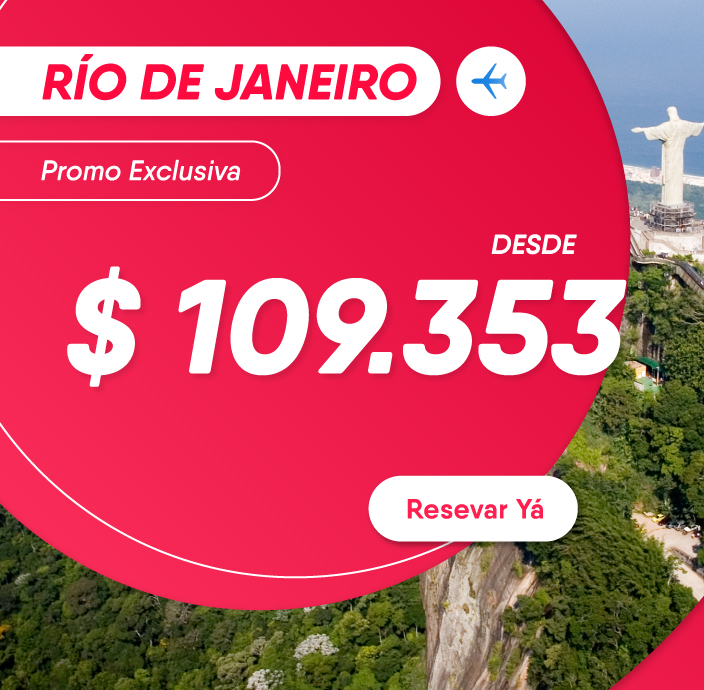 RÍO DE JANEIRO
Promo Exclusiva
DESDE
$ 109.353
Resevar Yá